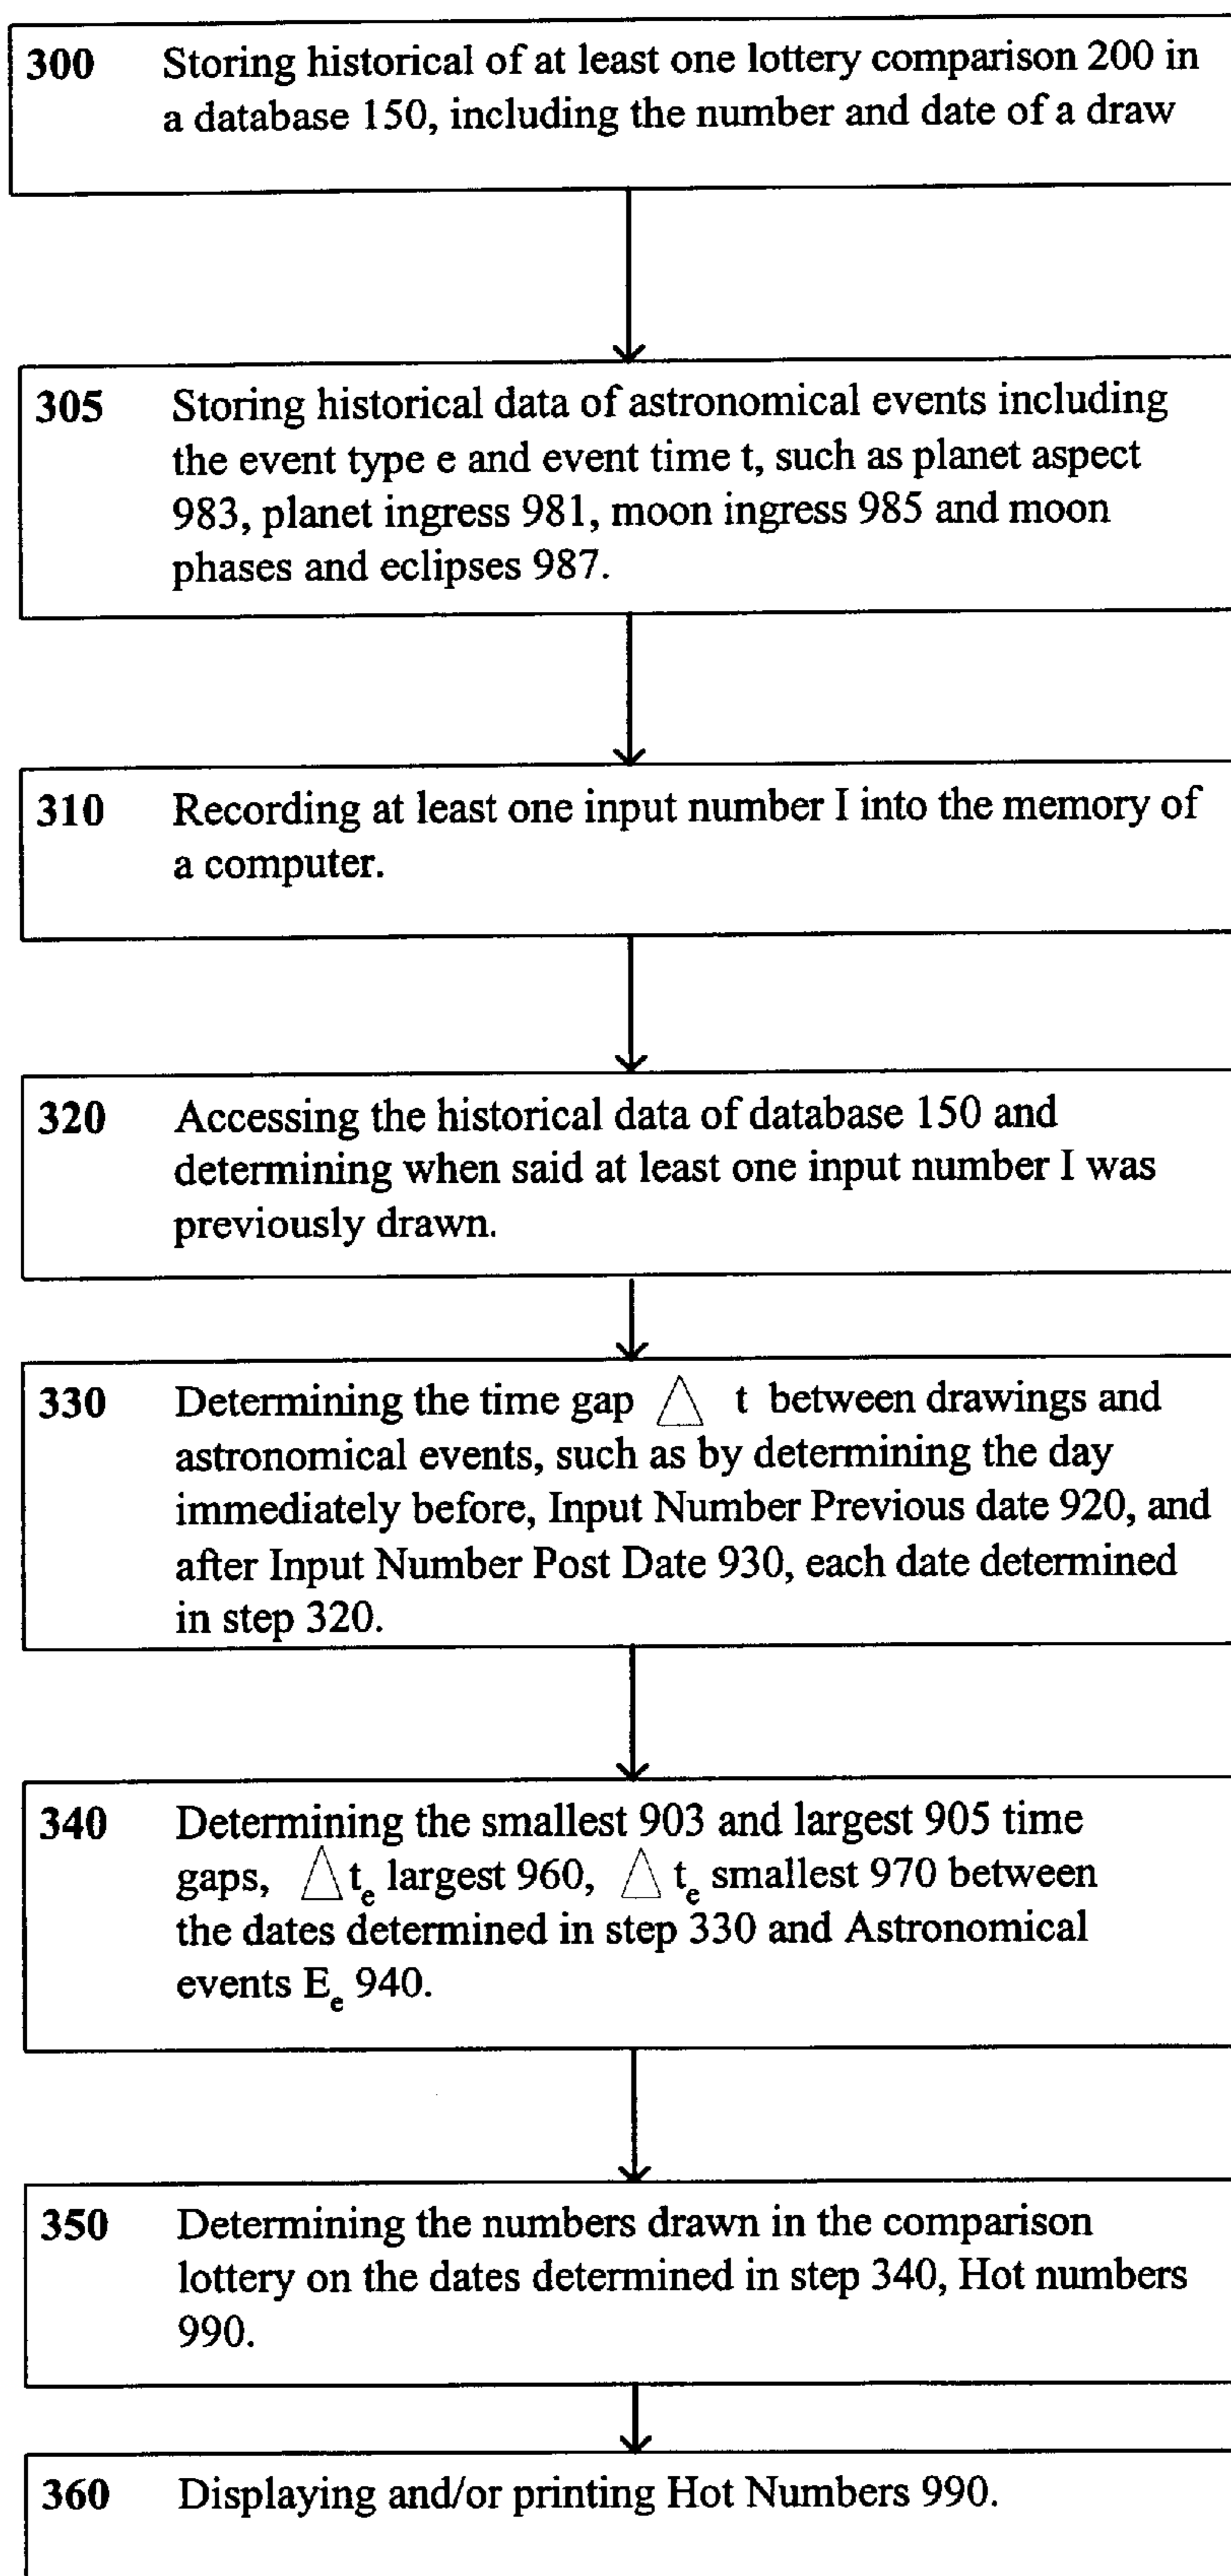 300 Storing historical of at least one lottery comparison 200 in
a database 150, including the number and date of a draw
305 Storing historical data of astronomical events including
the event type e and event time t, such as planet aspect
983, planet ingress 981, moon ingress 985 and moon
phases and eclipses 987.
310 Recording at least one input number I into the memory of
a computer.
320 Accessing the historical data of database 150 and
determining when said at least one input number I was
previously drawn.
330 Determining the time gap △ t between drawings and
astronomical events, such as by determining the day
immediately before, Input Number Previous date 920, and
after Input Number Post Date 930, each date determined
in step 320.
340 Determining the smallest 903 and largest 905 time
gaps, △ tₑ largest 960, △ tₑ smallest 970 between
the dates determined in step 330 and Astronomical
events Eₑ 940.
350 Determining the numbers drawn in the comparison
lottery on the dates determined in step 340, Hot numbers
990.
360 Displaying and/or printing Hot Numbers 990.